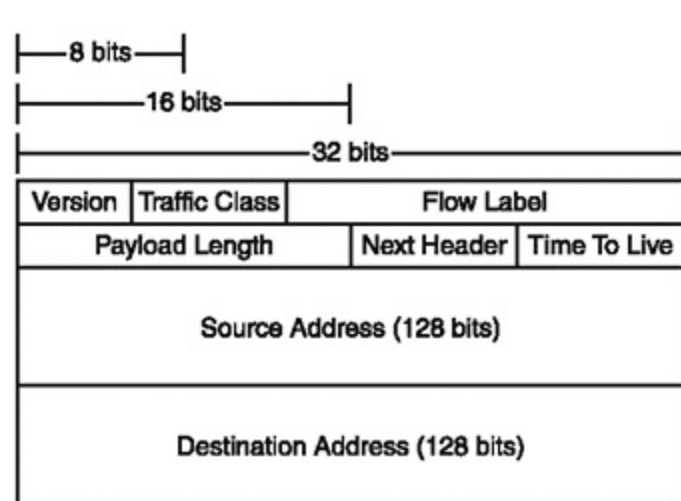 8 bits
16 bits
32 bits
Version Traffic Class Flow Label
Payload Length Next Header Time To Live
Source Address (128 bits)
Destination Address (128 bits)